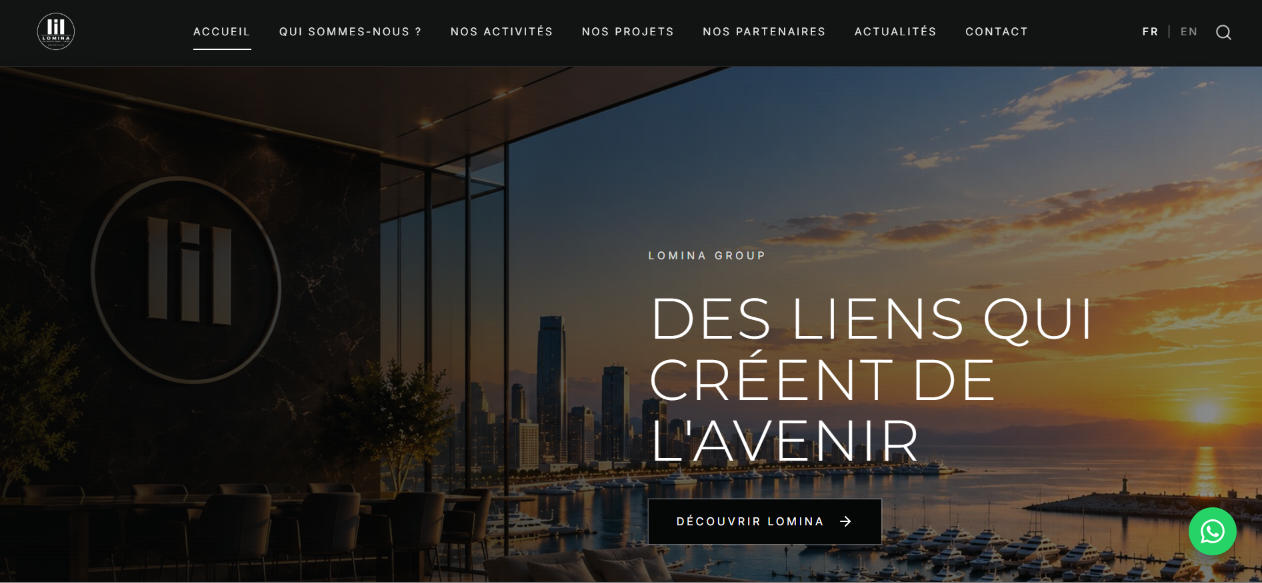 LOMINA
ACCUEIL
QUI SOMMES-NOUS ?
NOS ACTIVITÉS
NOS PROJETS
NOS PARTENAIRES
ACTUALITÉS
CONTACT
FR | EN
LOMINA GROUP
DES LIENS QUI
CRÉENT DE
L'AVENIR
DÉCOUVRIR LOMINA →